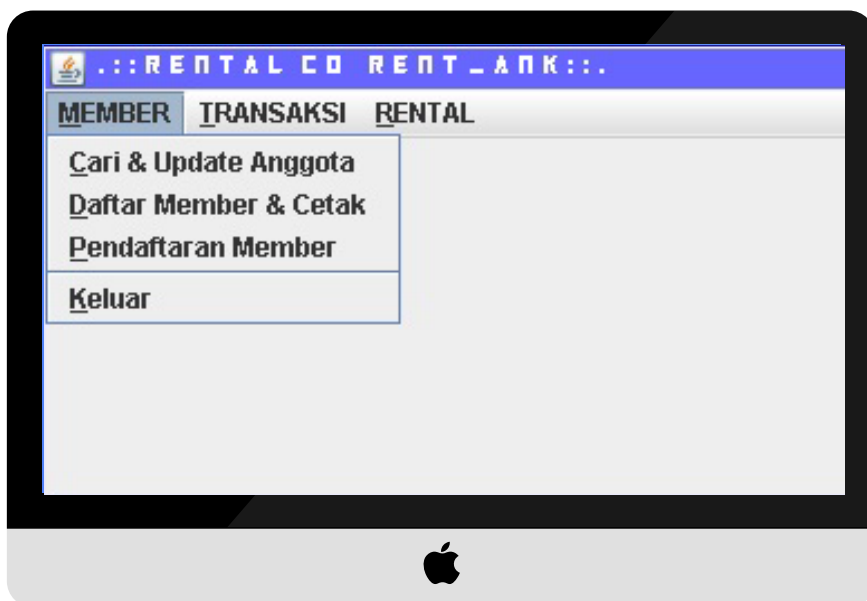 .::RENTAL CD RENT_ANK::.
MEMBER TRANSAKSI RENTAL
Cari & Update Anggota
Daftar Member & Cetak
Pendaftaran Member
Keluar